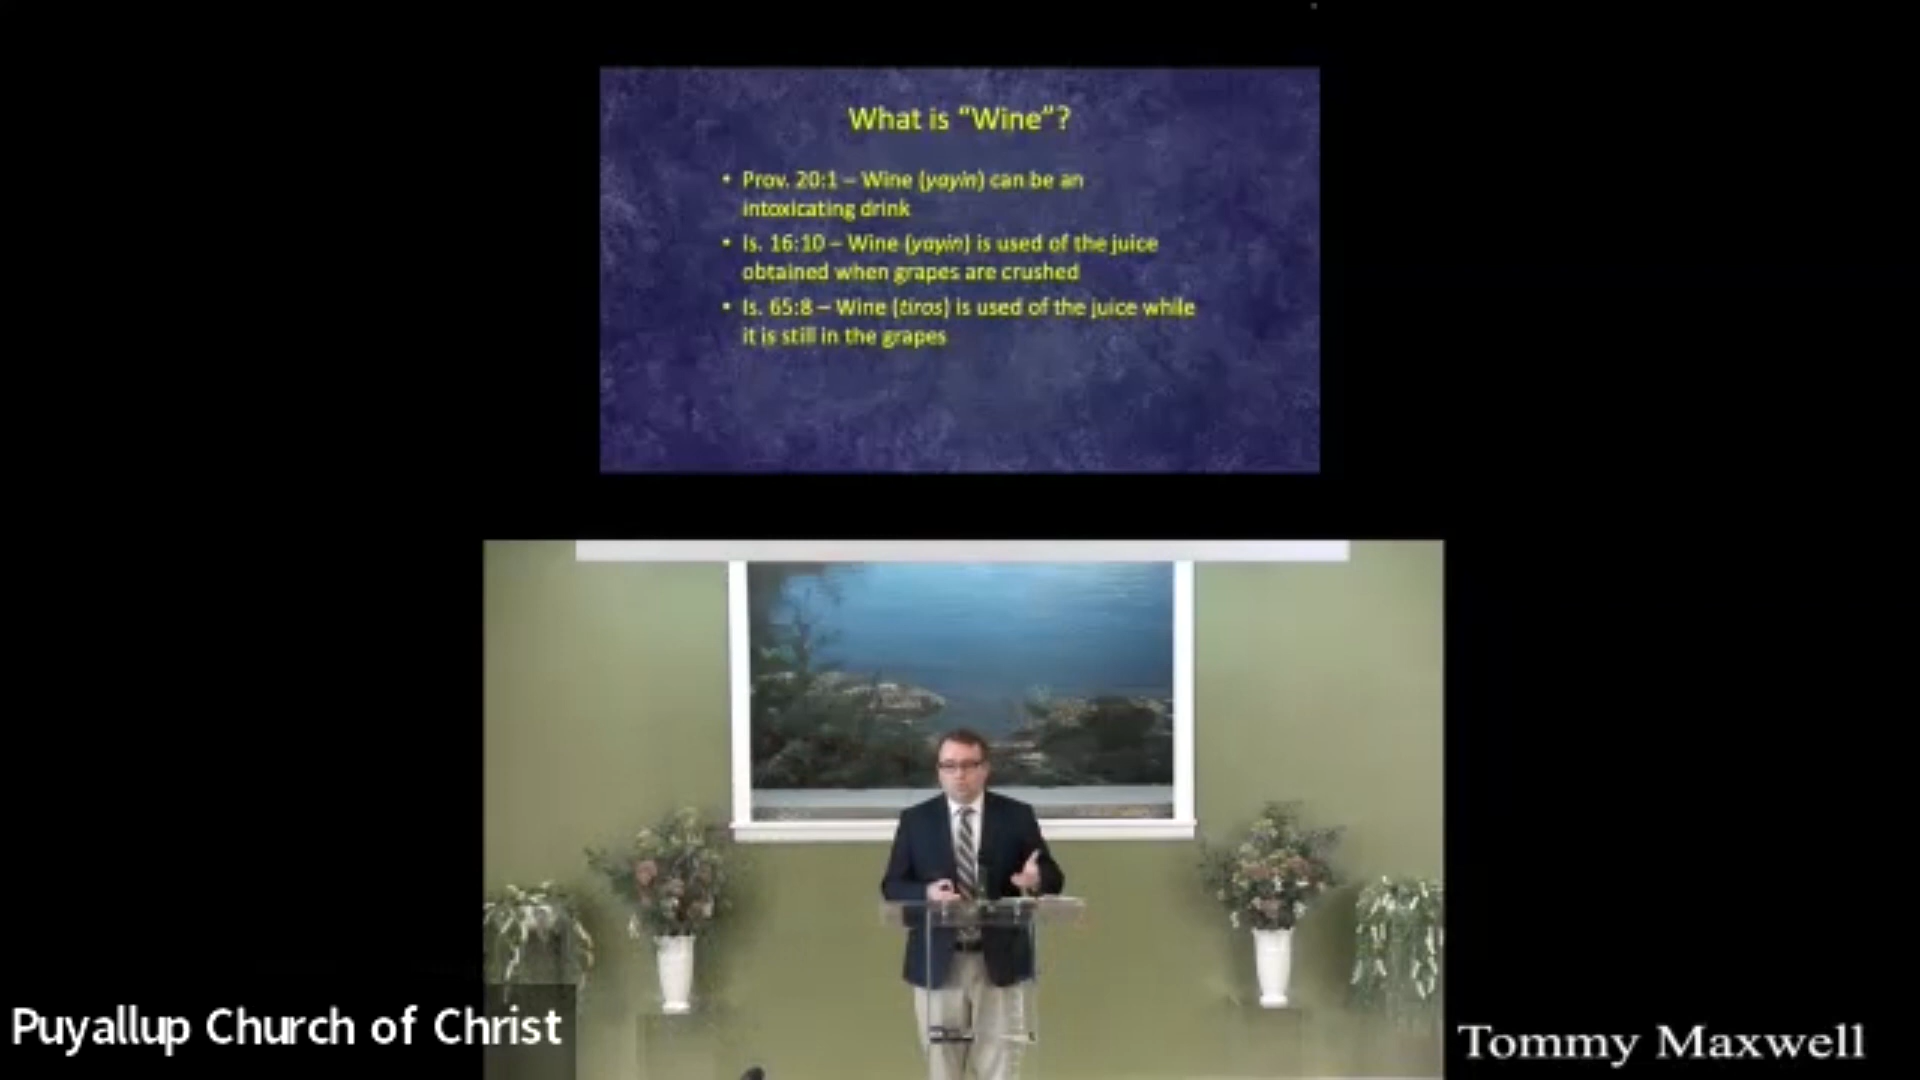 What is “Wine”?
• Prov. 20:1 – Wine (yayin) can be an
intoxicating drink
• Is. 16:10 – Wine (yayin) is used of the juice
obtained when grapes are crushed
• Is. 65:8 – Wine (tiros) is used of the juice while
it is still in the grapes
Puyallup Church of Christ
Tommy Maxwell